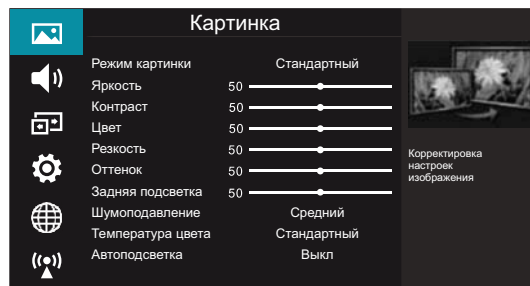 Картинка
Режим картинки Стандартный
Яркость 50
Контраст 50
Цвет 50
Резкость 50
Оттенок 50
Задняя подсветка 50
Шумоподавление Средний
Температура цвета Стандартный
Автоподсветка Выкл
Корректировка
настроек
изображения